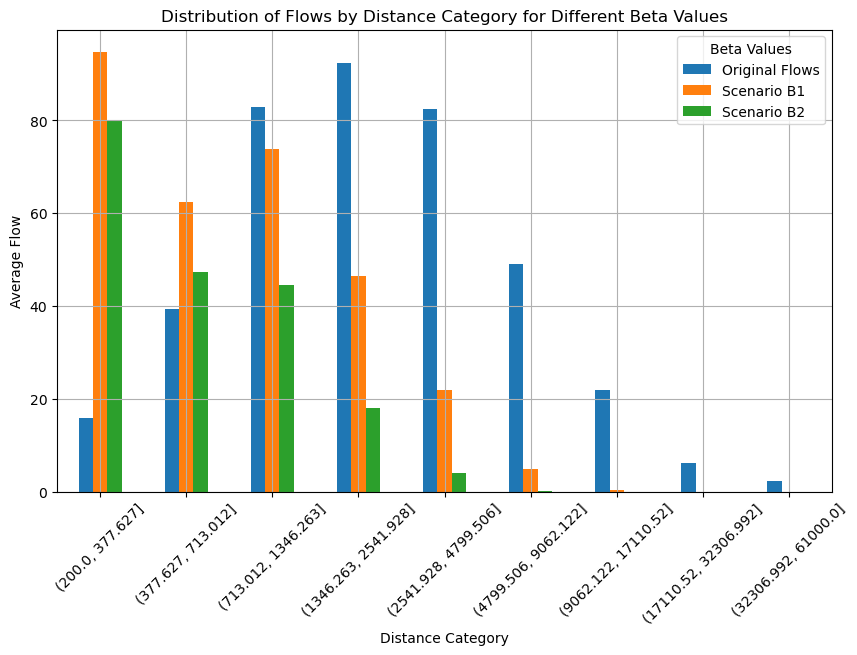 Distribution of Flows by Distance Category for Different Beta Values
Beta Values
Original Flows
Scenario B1
Scenario B2
Average Flow
80
60
40
20
0
(200.0, 377.627]
(377.627, 713.012]
(713.012, 1346.263]
(1346.263, 2541.928]
(2541.928, 4799.506]
(4799.506, 9062.122]
(9062.122, 17110.52]
(17110.52, 32306.992]
(32306.992, 61000.0]
Distance Category